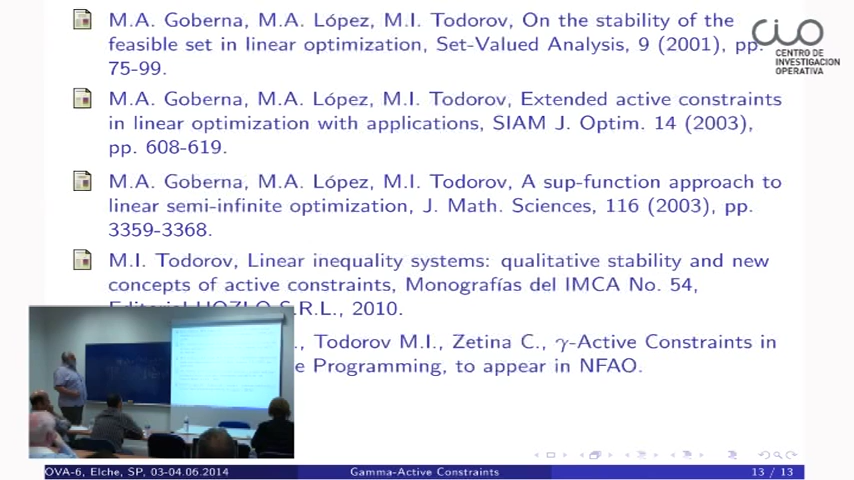 M.A. Goberna, M.A. López, M.I. Todorov, On the stability of the
feasible set in linear optimization, Set-Valued Analysis, 9 (2001), pp.
75-99.
CENTRO DE
INVESTIGACION
OPERATIVA
M.A. Goberna, M.A. López, M.I. Todorov, Extended active constraints
in linear optimization with applications, SIAM J. Optim. 14 (2003),
pp. 608-619.
M.A. Goberna, M.A. López, M.I. Todorov, A sup-function approach to
linear semi-infinite optimization, J. Math. Sciences, 116 (2003), pp.
3359-3368.
M.I. Todorov, Linear inequality systems: qualitative stability and new
concepts of active constraints, Monografías del IMCA No. 54,
Editorial HOZLO S.R.L., 2010.
., Todorov M.I., Zetina C., γ-Active Constraints in
e Programming, to appear in NFAO.
OVA-6, Elche, SP, 03-04.06.2014 Gamma-Active Constraints 13 / 13